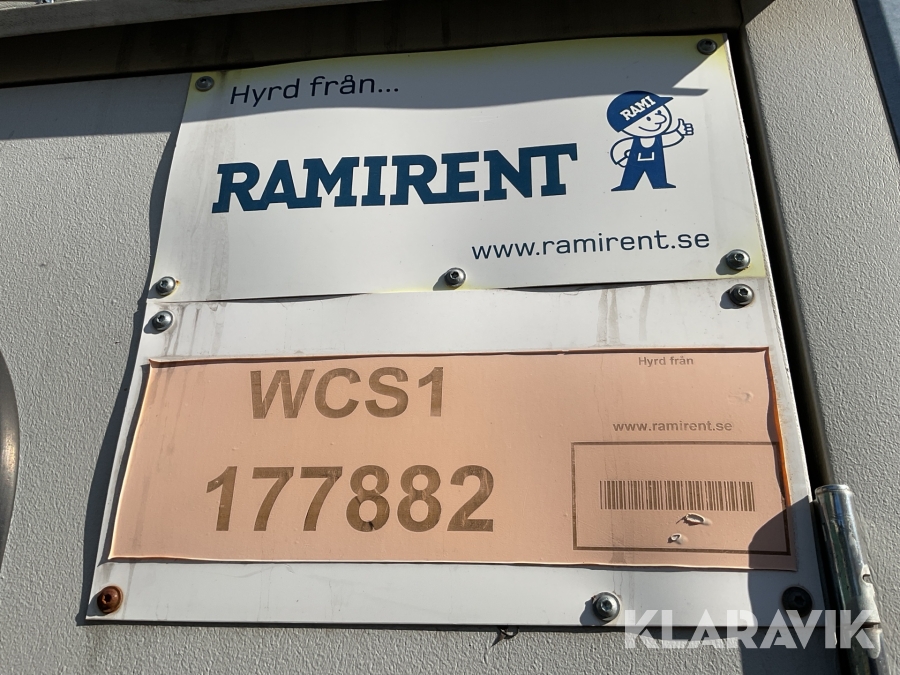 Hyrd från...
RAMI
RAMIRENT
www.ramirent.se
Hyrd från
WCS1
www.ramirent.se
177882
KLARAVIK